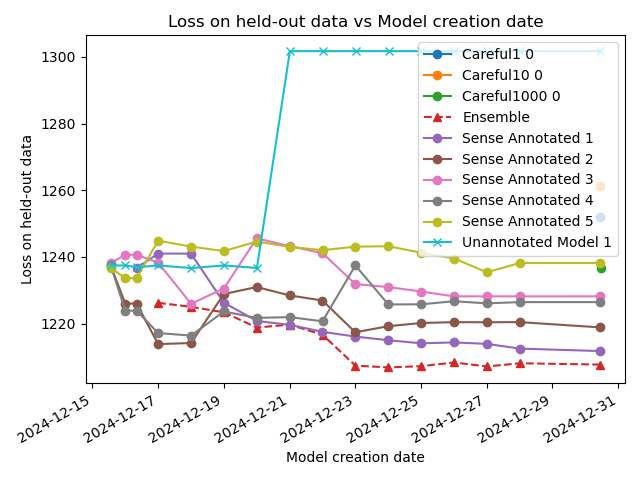 Loss on held-out data vs Model creation date
1300
1280
1260
1240
1220
Loss on held-out data
Careful1 0
Careful10 0
Careful1000 0
Ensemble
Sense Annotated 1
Sense Annotated 2
Sense Annotated 3
Sense Annotated 4
Sense Annotated 5
Unannotated Model 1
2024-12-15
2024-12-17
2024-12-19
2024-12-21
2024-12-23
2024-12-25
2024-12-27
2024-12-29
2024-12-31
Model creation date